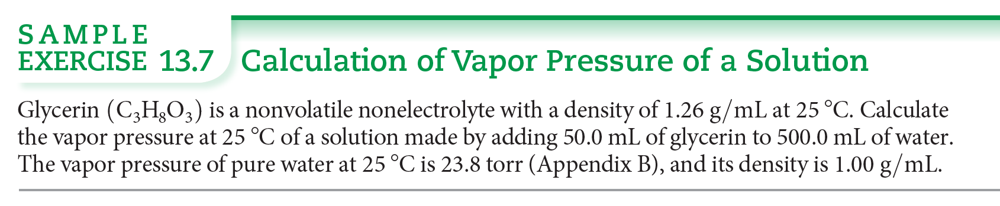 SAMPLE
EXERCISE 13.7 Calculation of Vapor Pressure of a Solution
Glycerin (C₃H₈O₃) is a nonvolatile nonelectrolyte with a density of 1.26 g/mL at 25 °C. Calculate
the vapor pressure at 25 °C of a solution made by adding 50.0 mL of glycerin to 500.0 mL of water.
The vapor pressure of pure water at 25 °C is 23.8 torr (Appendix B), and its density is 1.00 g/mL.